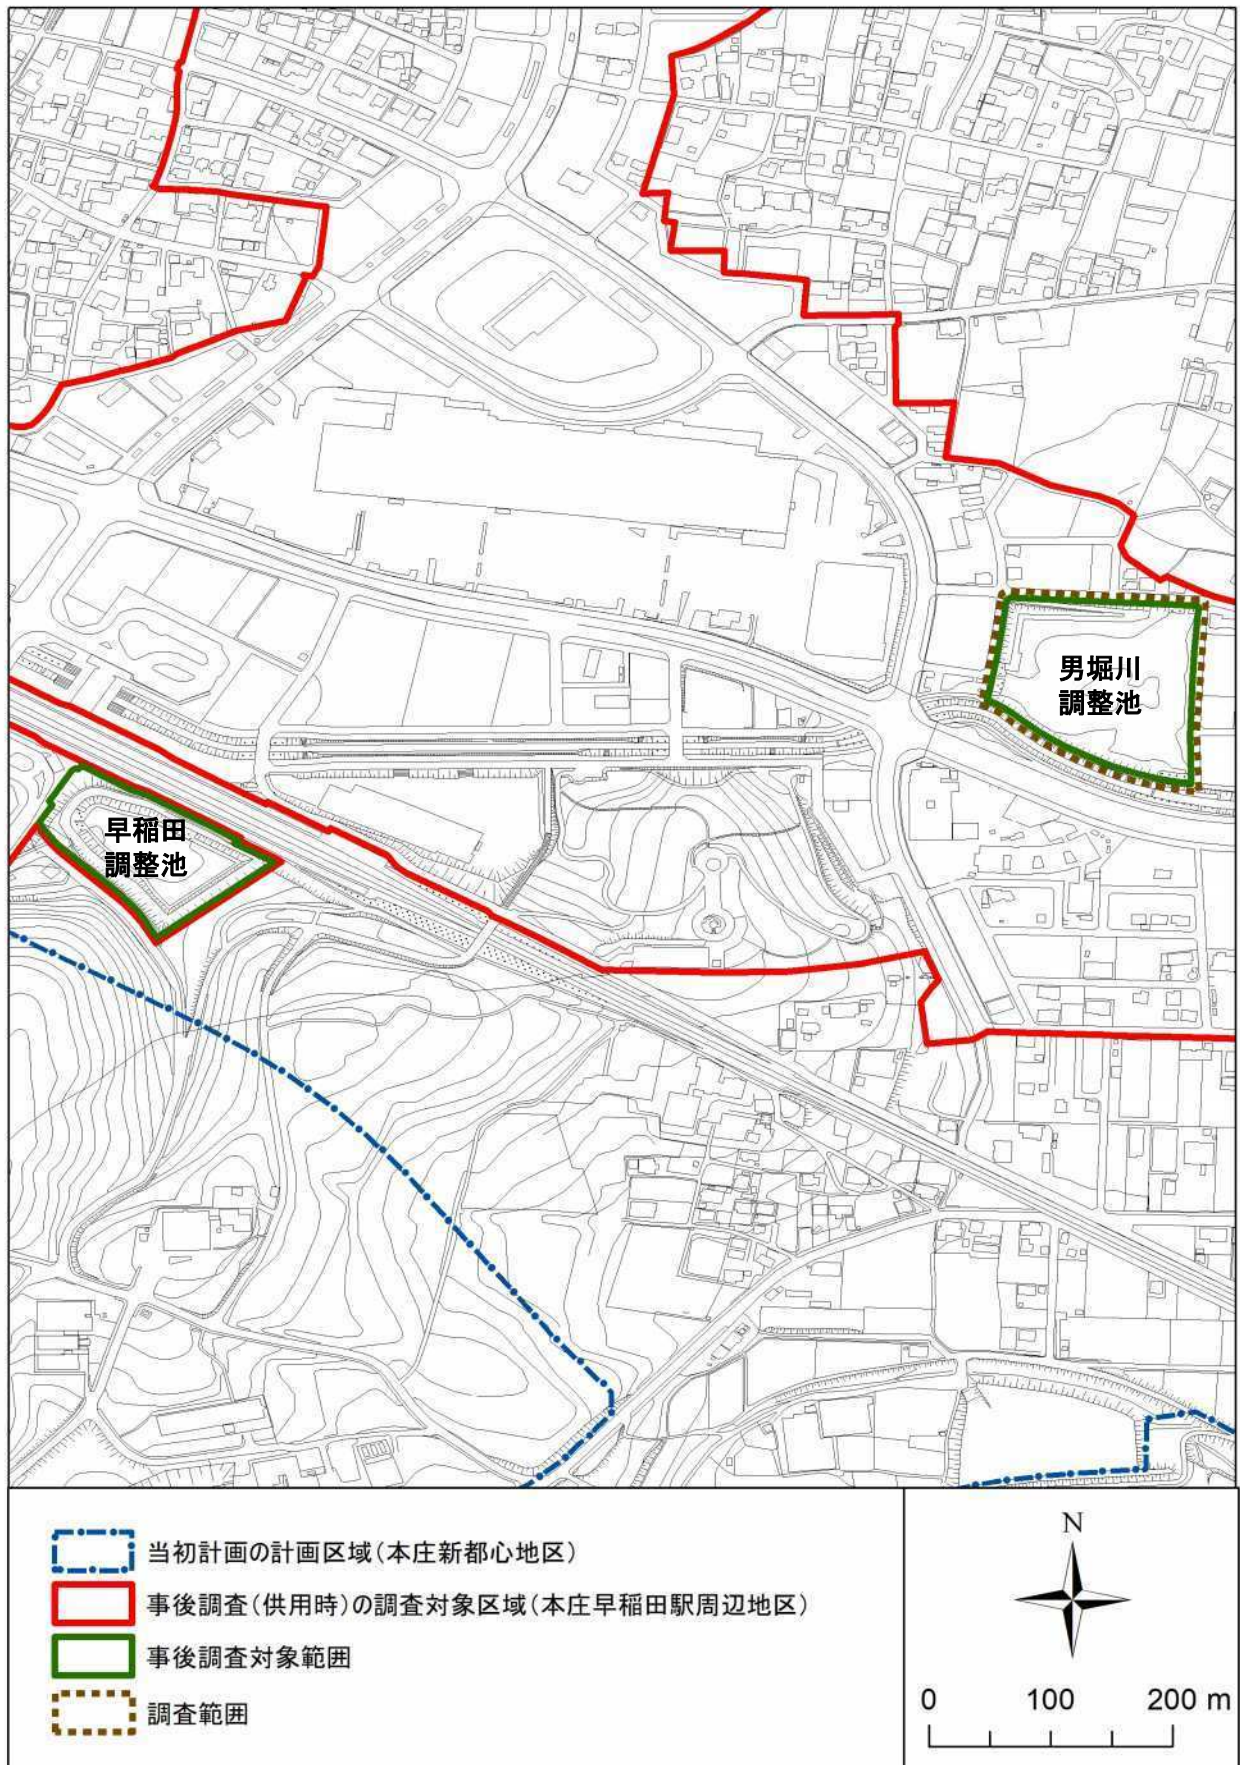 男堀川
調整池
早稲田
調整池
当初計画の計画区域(本庄新都心地区)
事後調査(供用時)の調査対象区域(本庄早稲田駅周辺地区)
事後調査対象範囲
調査範囲
N
0 100 200 m